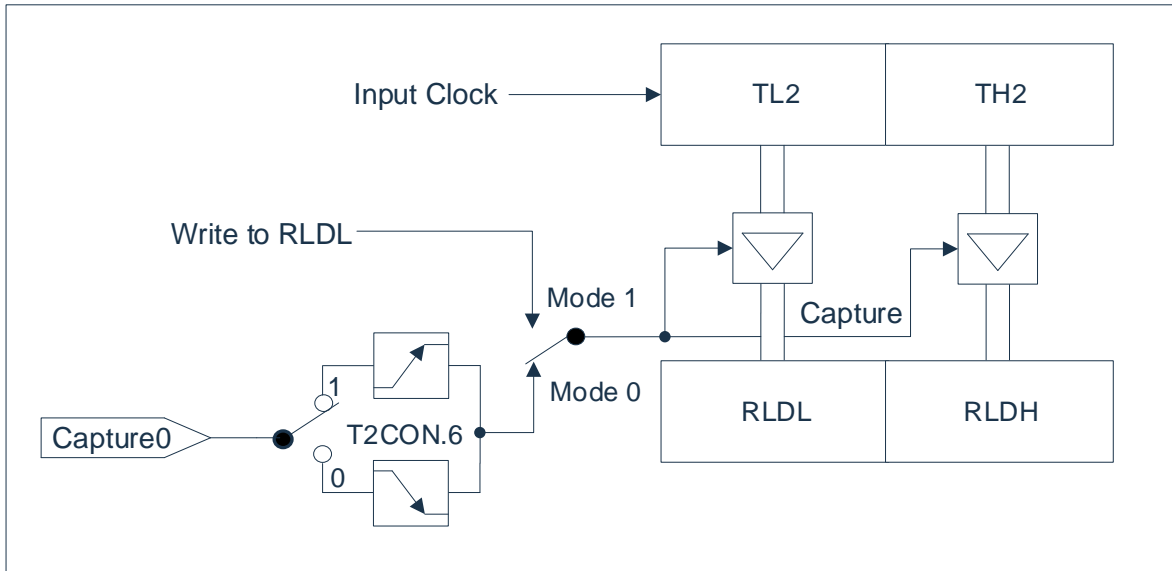 Input Clock
TL2
TH2
Write to RLDL
Mode 1
Capture
Mode 0
1
Capture0
T2CON.6
0
RLDL
RLDH